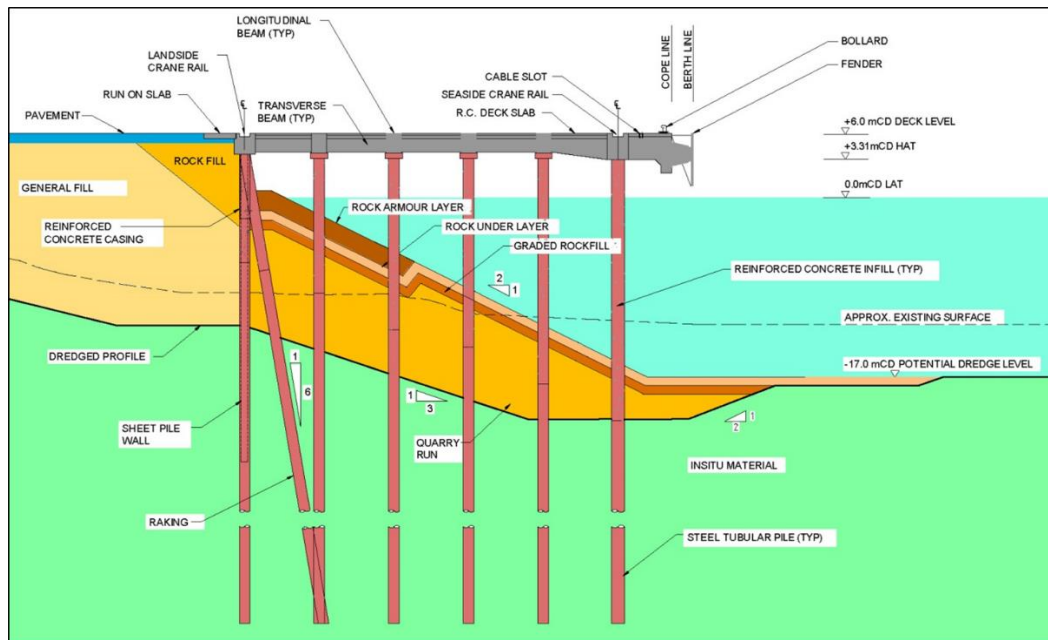 LONGITUDINAL
BEAM (TYP)
LANDSIDE
CRANE RAIL
RUN ON SLAB
PAVEMENT
TRANSVERSE
BEAM (TYP)
CABLE SLOT
SEASIDE CRANE RAIL
R.C. DECK SLAB
COPE LINE
BERTH LINE
BOLLARD
FENDER
+6.0 mCD DECK LEVEL
+3.31mCD HAT
0.0mCD LAT
ROCK FILL
GENERAL FILL
REINFORCED
CONCRETE CASING
ROCK ARMOUR LAYER
ROCK UNDER LAYER
GRADED ROCKFILL
2
1
REINFORCED CONCRETE INFILL (TYP)
APPROX. EXISTING SURFACE
-17.0 mCD POTENTIAL DREDGE LEVEL
DREDGED PROFILE
1
6
1
3
1
2
SHEET PILE
WALL
QUARRY
RUN
INSITU MATERIAL
RAKING
STEEL TUBULAR PILE (TYP)